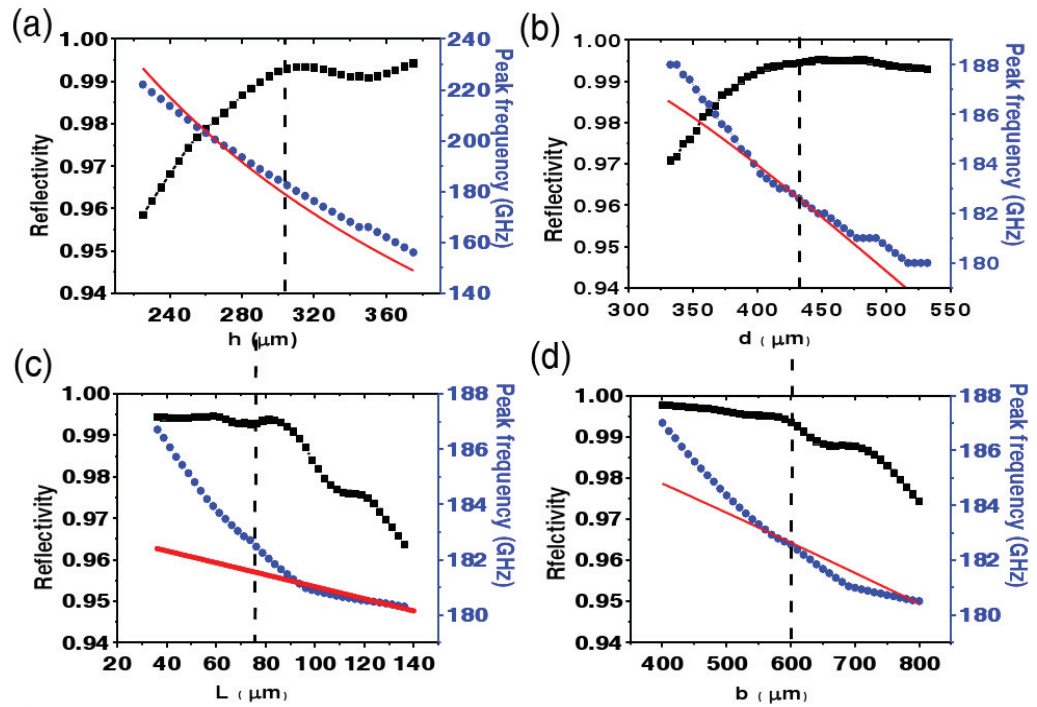 (a)
1.00
0.99
0.98
0.97
0.96
0.95
0.94
Reflectivity
240
220
200
180
160
140
Peak frequency (GHz)
240 280 320 360
h (μm)
(b)
1.00
0.99
0.98
0.97
0.96
0.95
0.94
Reflectivity
188
186
184
182
180
Peak frequency (GHz)
300 350 400 450 500 550
d ( μm )
(c)
1.00
0.99
0.98
0.97
0.96
0.95
0.94
Reflectivity
188
186
184
182
180
Peak frequency (GHz)
20 40 60 80 100 120 140
L ( μm)
(d)
1.00
0.99
0.98
0.97
0.96
0.95
0.94
Rfelctivity
188
186
184
182
180
Peak frequency (GHz)
400 500 600 700 800
b ( μm)